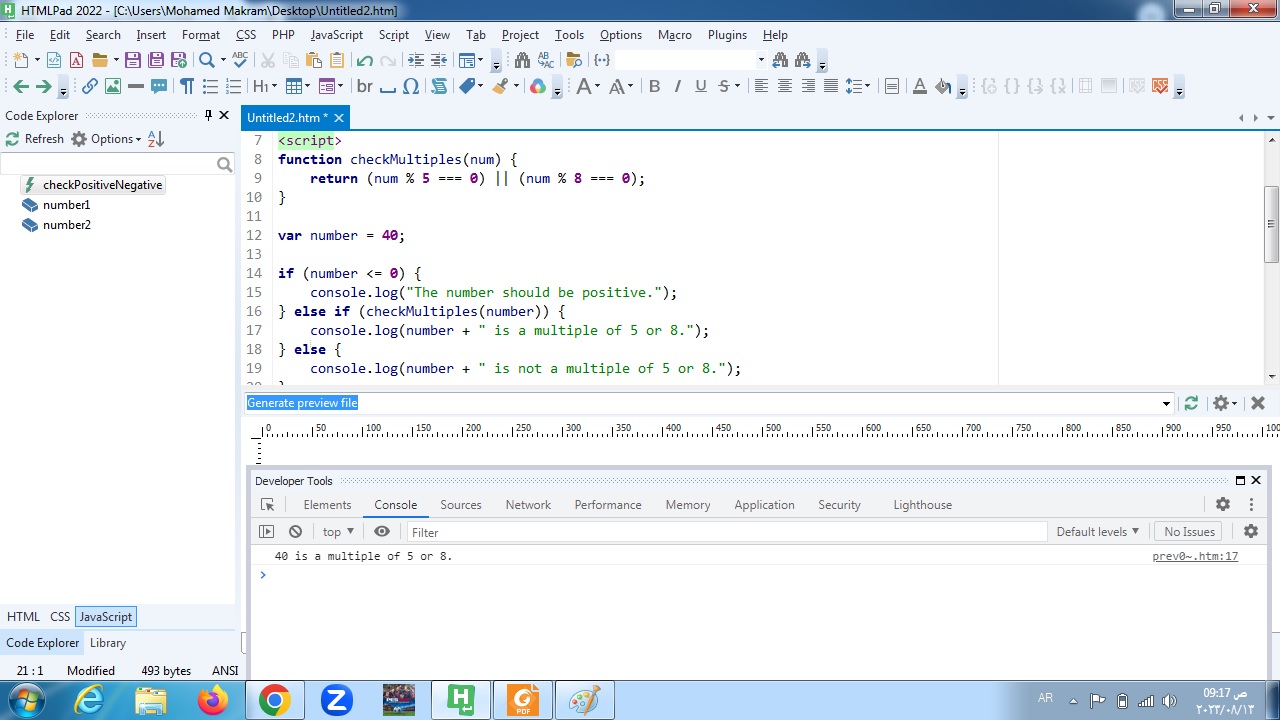 HTMLPad 2022 - [C:\Users\Mohamed Makram\Desktop\Untitled2.htm]
File Edit Search Insert Format CSS PHP JavaScript Script View Tab Project Tools Options Macro Plugins Help
Code Explorer
Refresh Options
checkPositiveNegative
number1
number2
HTML CSS JavaScript
Code Explorer Library
Untitled2.htm *
7 <script>
8 function checkMultiples(num) {
9 return (num % 5 === 0) || (num % 8 === 0);
10 }
11
12 var number = 40;
13
14 if (number <= 0) {
15 console.log("The number should be positive.");
16 } else if (checkMultiples(number)) {
17 console.log(number + " is a multiple of 5 or 8.");
18 } else {
19 console.log(number + " is not a multiple of 5 or 8.");
Generate preview file
0 50 100 150 200 250 300 350 400 450 500 550 600 650 700 750 800 850 900 950 100
Developer Tools
Elements Console Sources Network Performance Memory Application Security Lighthouse
top Filter Default levels No Issues
40 is a multiple of 5 or 8. prev0~.htm:17
21 : 1 Modified 493 bytes ANSI
AR
09:17 ص
٢٠٢٣/٠٨/١٣